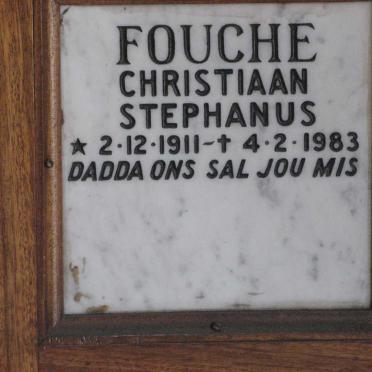 FOUCHE
CHRISTIAAN
STEPHANUS
★ 2·12·1911-† 4·2·1983
DADDA ONS SAL JOU MIS